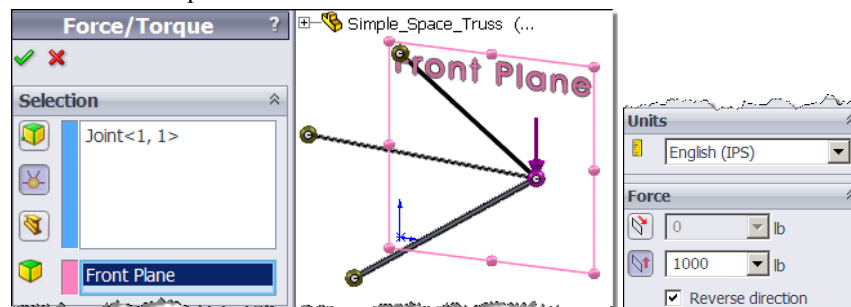 Force/Torque ?
Selection
Joint<1, 1>
Front Plane
Simple_Space_Truss (...
Front Plane
Units
English (IPS)
Force
0 lb
1000 lb
Reverse direction